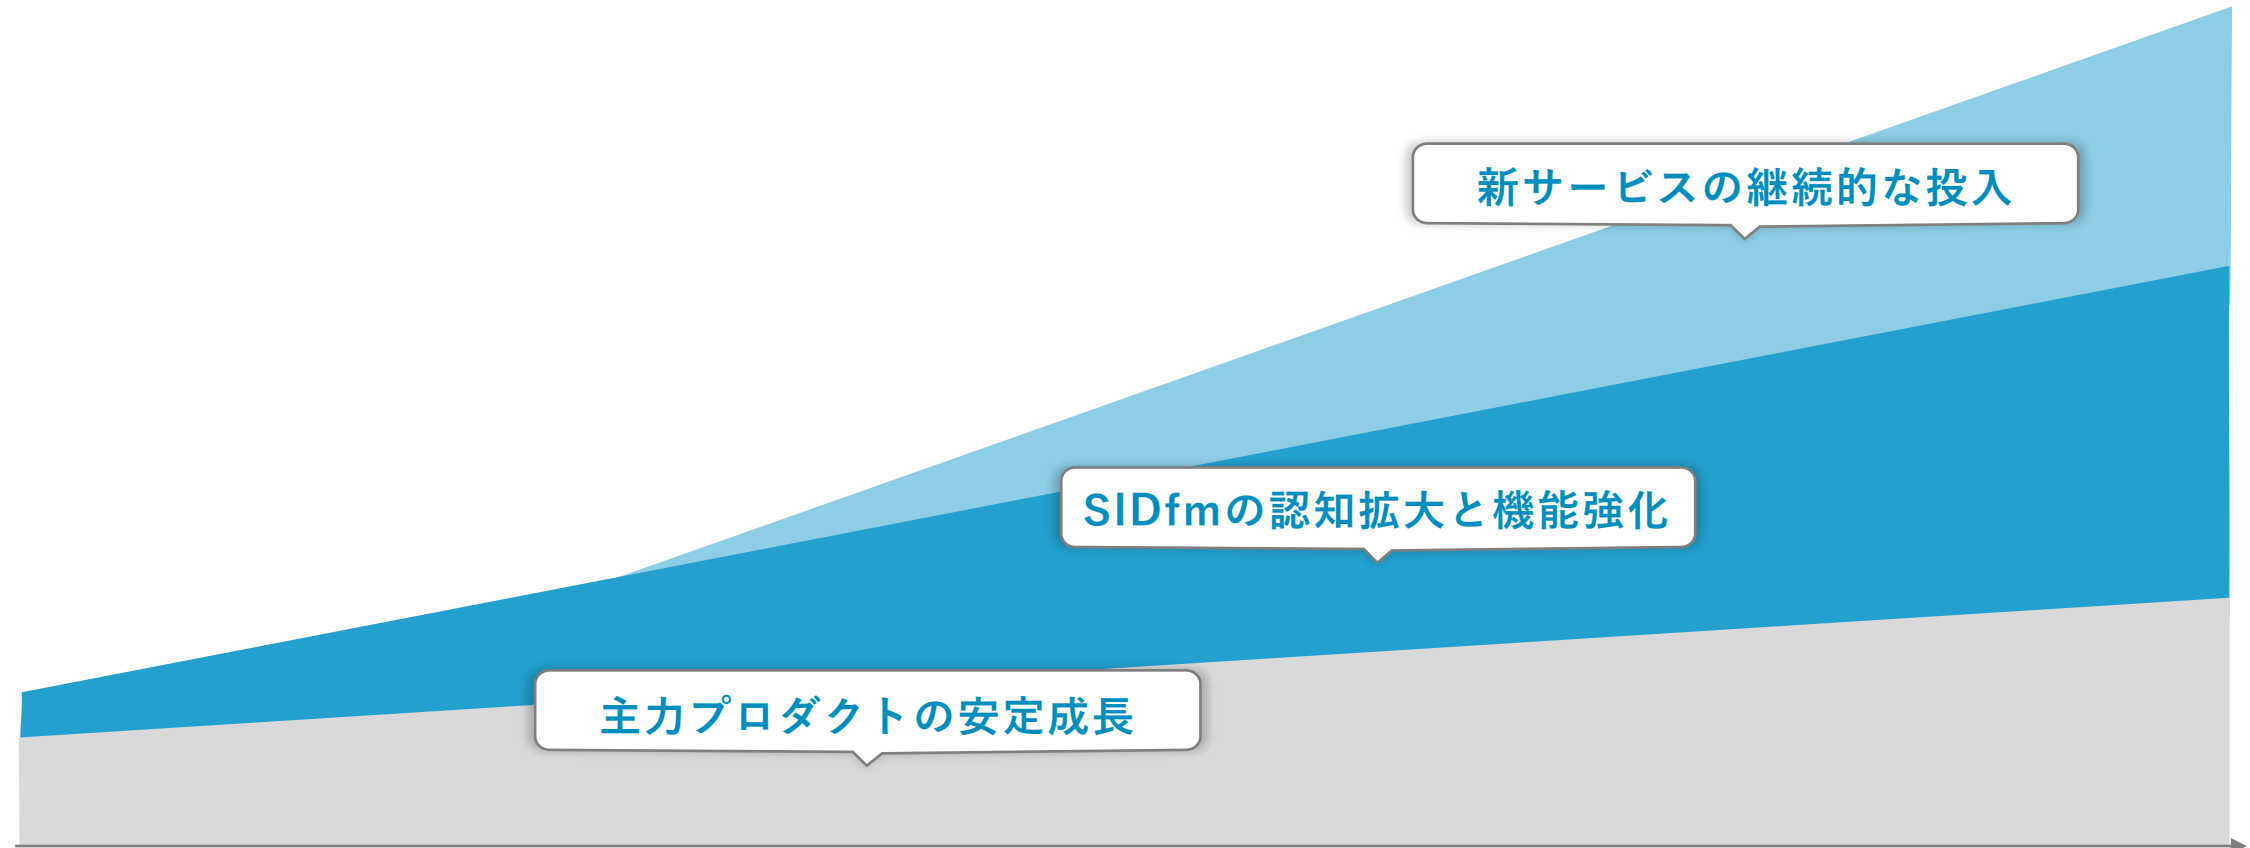 新サービスの継続的な投入
SIDfmの認知拡大と機能強化
主力プロダクトの安定成長